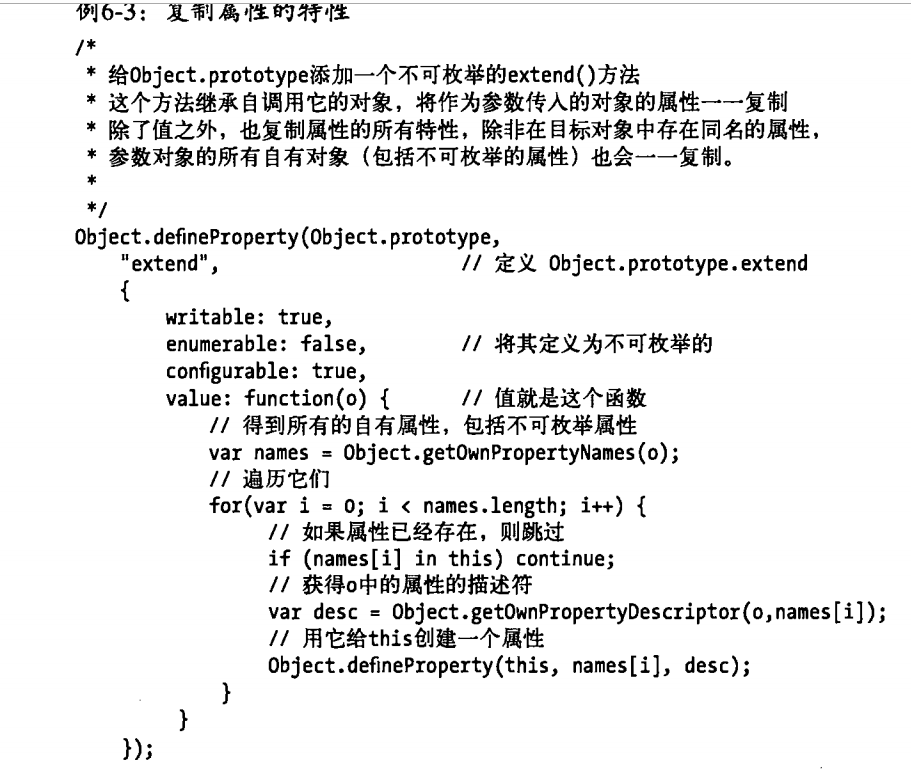 例6-3：复制属性的特性
/*
 * 给Object.prototype添加一个不可枚举的extend()方法
 * 这个方法继承自调用它的对象，将作为参数传入的对象的属性一一复制
 * 除了值之外，也复制属性的所有特性，除非在目标对象中存在同名的属性，
 * 参数对象的所有自有对象（包括不可枚举的属性）也会一一复制。
 *
 */
Object.defineProperty(Object.prototype,
    "extend",                  // 定义 Object.prototype.extend
    {
        writable: true,
        enumerable: false,     // 将其定义为不可枚举的
        configurable: true,
        value: function(o) {   // 值就是这个函数
            // 得到所有的自有属性，包括不可枚举属性
            var names = Object.getOwnPropertyNames(o);
            // 遍历它们
            for(var i = 0; i < names.length; i++) {
                // 如果属性已经存在，则跳过
                if (names[i] in this) continue;
                // 获得o中的属性的描述符
                var desc = Object.getOwnPropertyDescriptor(o,names[i]);
                // 用它给this创建一个属性
                Object.defineProperty(this, names[i], desc);
            }
        }
    });